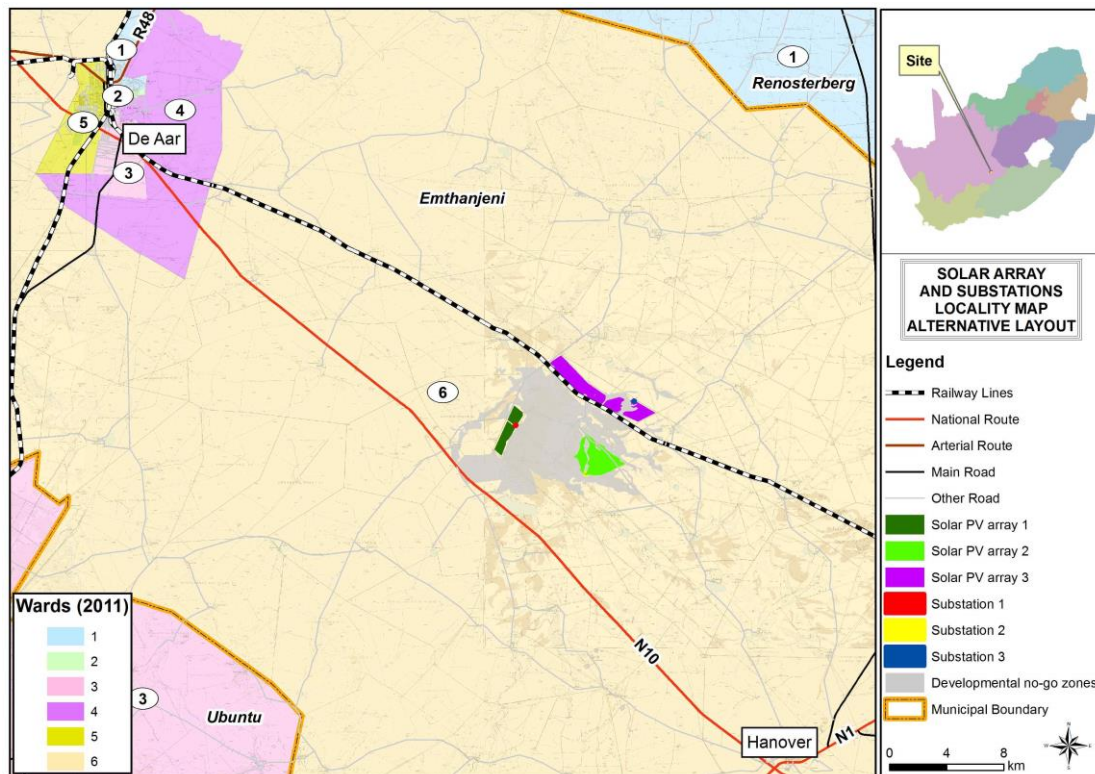 R48
1
2
4
5
De Aar
3
Emthanjeni
1
Renosterberg
6
N10
Hanover
N1
3
Ubuntu
Wards (2011)
1
2
3
4
5
6
Site
SOLAR ARRAY
AND SUBSTATIONS
LOCALITY MAP
ALTERNATIVE LAYOUT
Legend
Railway Lines
National Route
Arterial Route
Main Road
Other Road
Solar PV array 1
Solar PV array 2
Solar PV array 3
Substation 1
Substation 2
Substation 3
Developmental no-go zones
Municipal Boundary
0 4 8
km